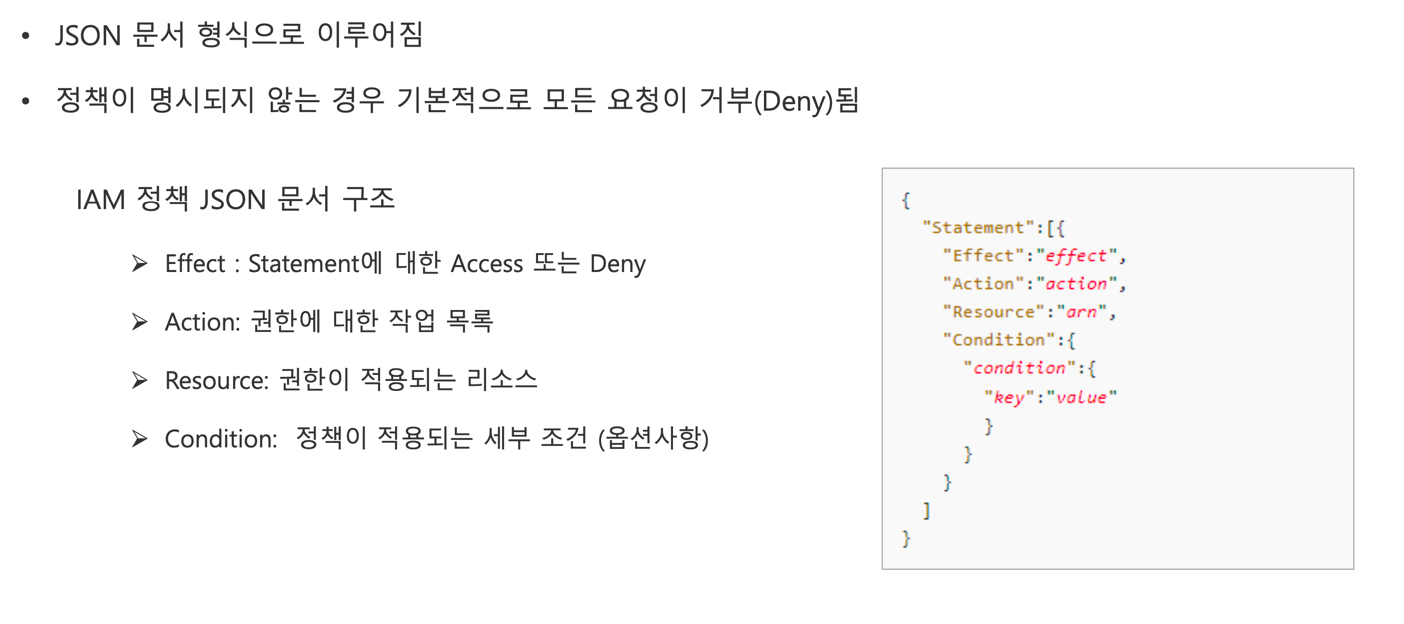 • JSON 문서 형식으로 이루어짐
• 정책이 명시되지 않는 경우 기본적으로 모든 요청이 거부(Deny)됨
IAM 정책 JSON 문서 구조
➢ Effect : Statement에 대한 Access 또는 Deny
➢ Action: 권한에 대한 작업 목록
➢ Resource: 권한이 적용되는 리소스
➢ Condition:  정책이 적용되는 세부 조건 (옵션사항)
{
  "Statement":[{
    "Effect":"effect",
    "Action":"action",
    "Resource":"arn",
    "Condition":{
      "condition":{
        "key":"value"
        }
      }
    }
  ]
}